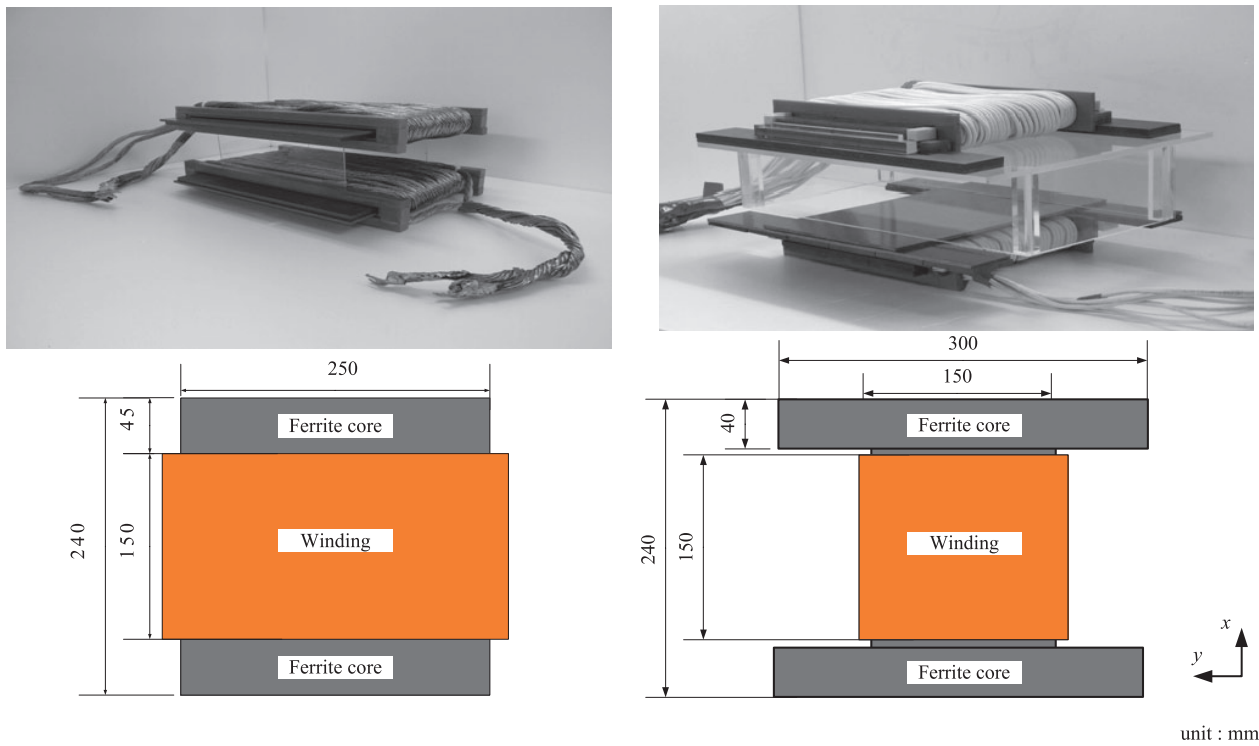 250
45
Ferrite core
240
150
Winding
Ferrite core
300
150
40
Ferrite core
240
150
Winding
Ferrite core
x
y
unit : mm